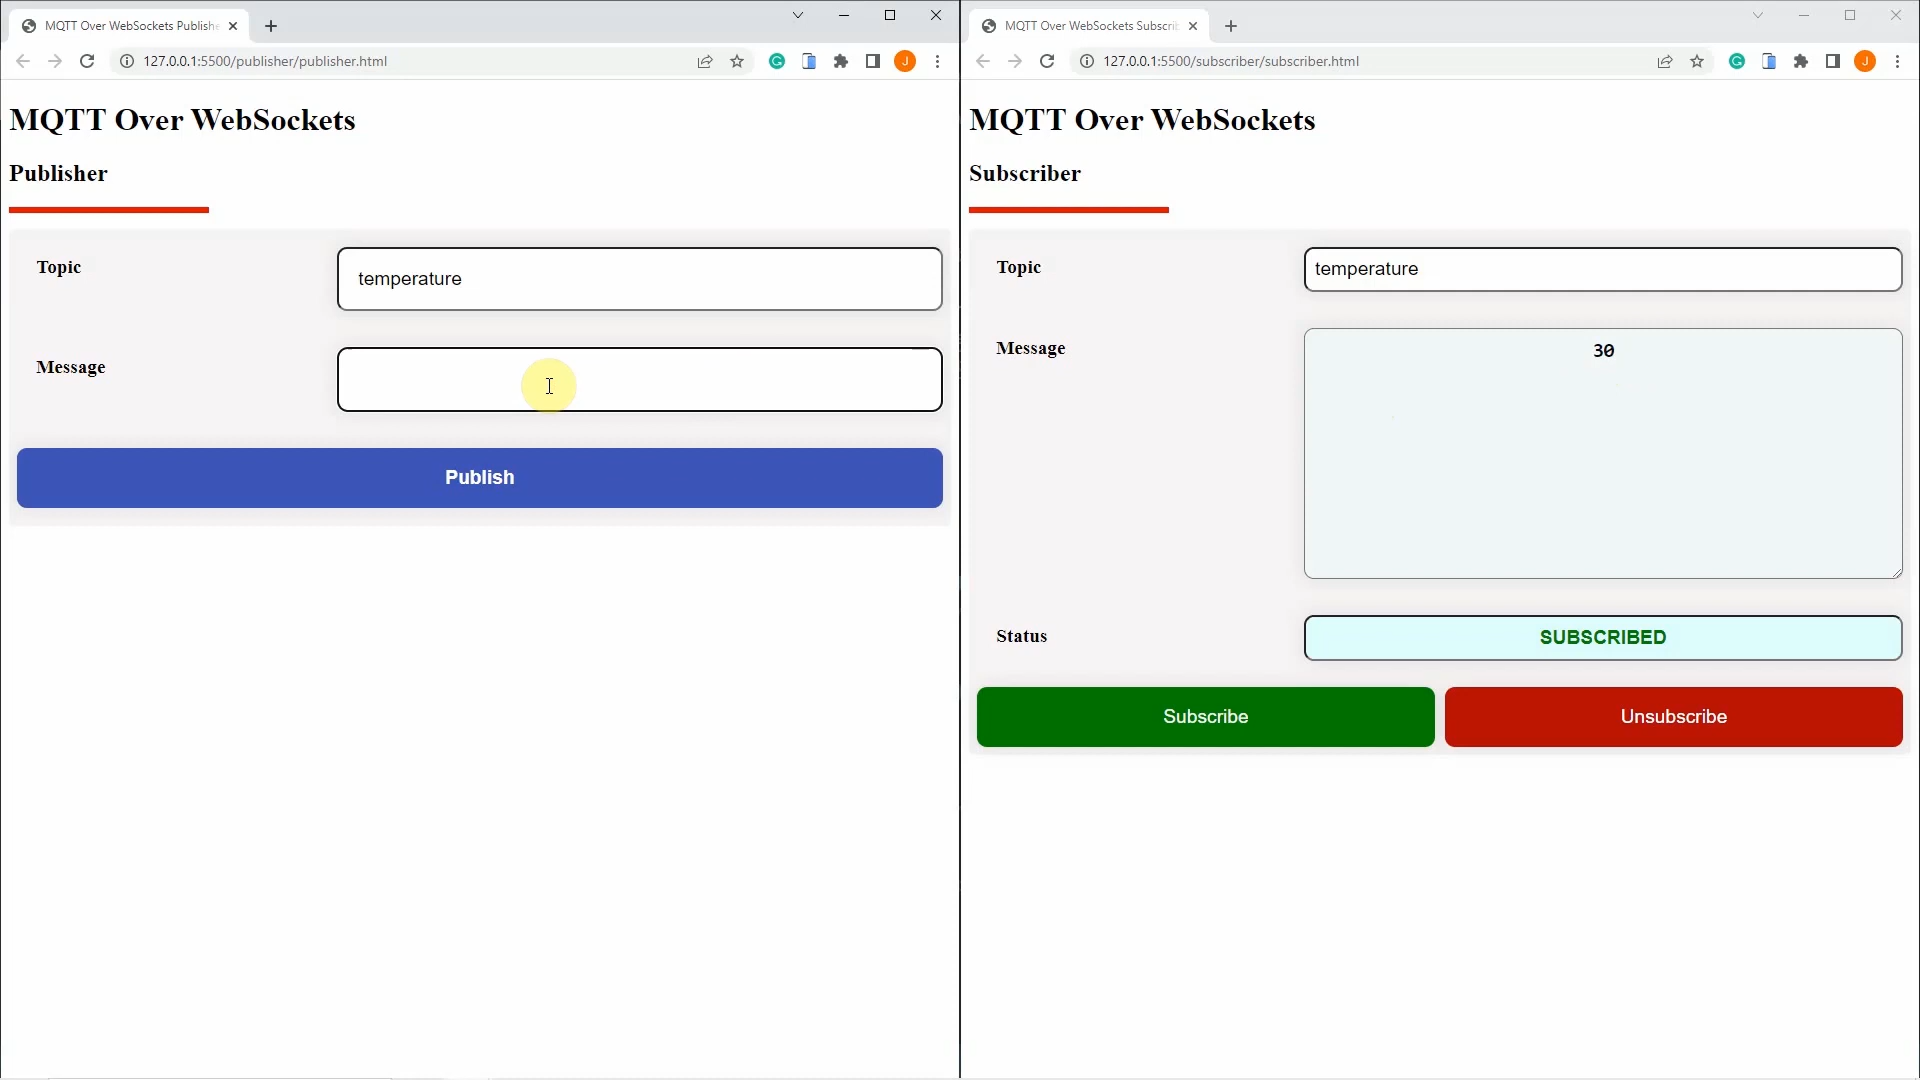 MQTT Over WebSockets Publishe
127.0.0.1:5500/publisher/publisher.html
J
MQTT Over WebSockets
Publisher
Topic
temperature
Message
Publish
MQTT Over WebSockets Subscri
127.0.0.1:5500/subscriber/subscriber.html
J
MQTT Over WebSockets
Subscriber
Topic
temperature
Message
30
Status
SUBSCRIBED
Subscribe
Unsubscribe